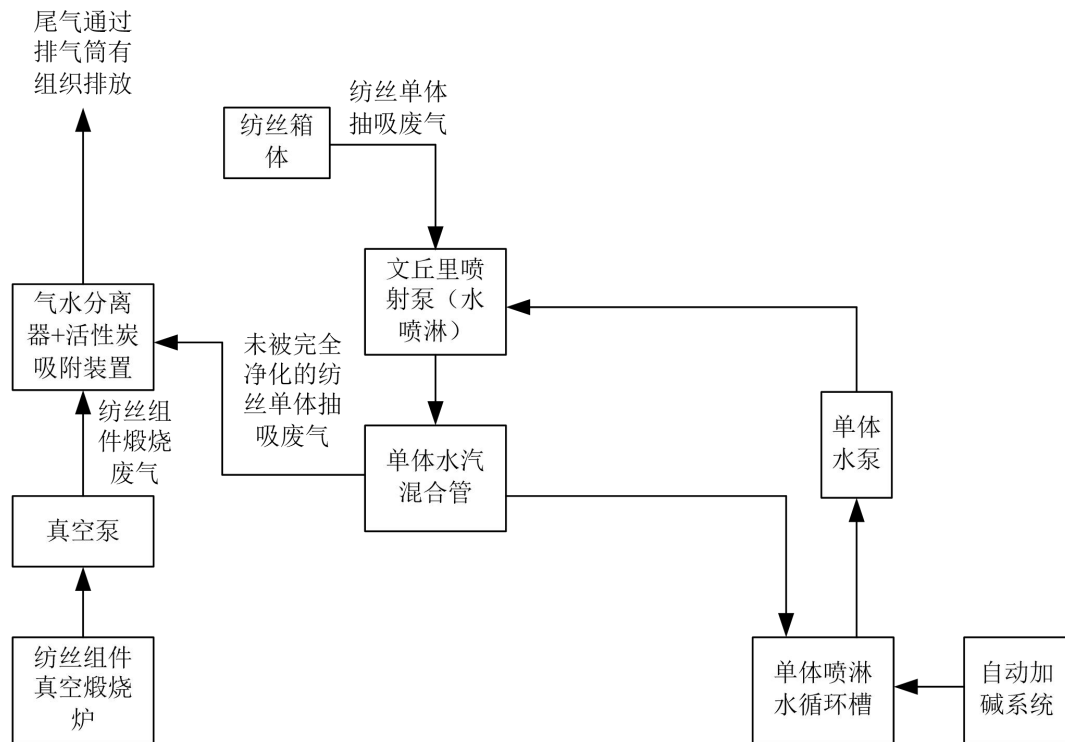 尾气通过
排气筒有
组织排放
纺丝箱
体
纺丝单体
抽吸废气
文丘里喷
射泵（水
喷淋）
气水分离
器+活性炭
吸附装置
未被完全
净化的纺
丝单体抽
吸废气
纺丝组
件煅烧
废气
单体水汽
混合管
单体
水泵
真空泵
纺丝组件
真空煅烧
炉
单体喷淋
水循环槽
自动加
碱系统